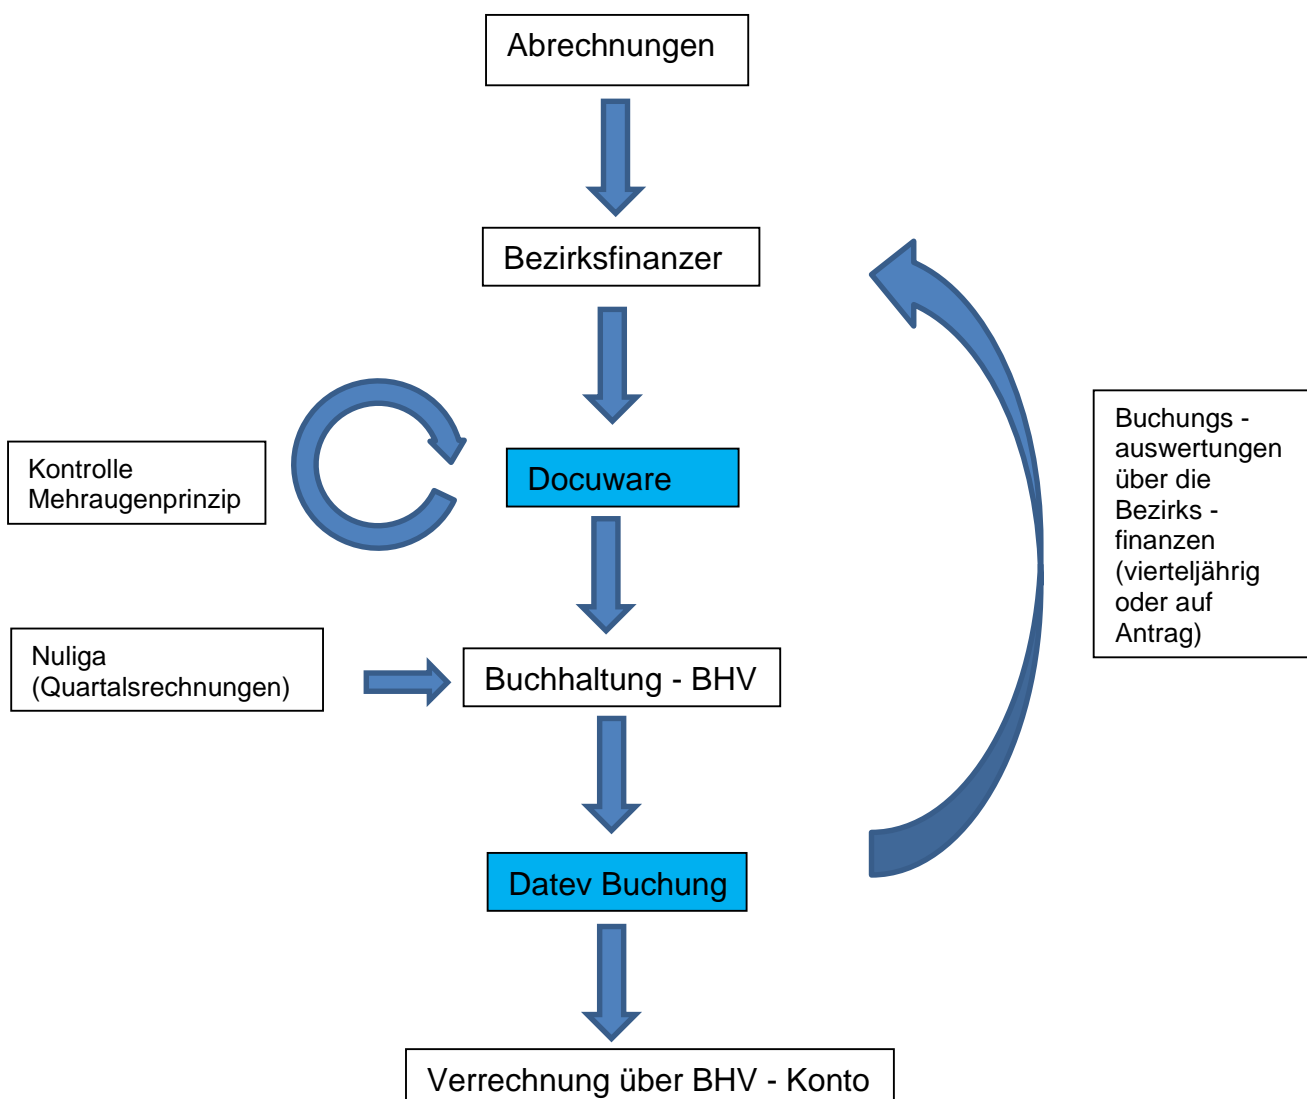 Abrechnungen
Bezirksfinanzer
Kontrolle
Mehraugenprinzip
Docuware
Buchungs -
auswertungen
über die
Bezirks -
finanzen
(vierteljährig
oder auf
Antrag)
Nuliga
(Quartalsrechnungen)
Buchhaltung - BHV
Datev Buchung
Verrechnung über BHV - Konto